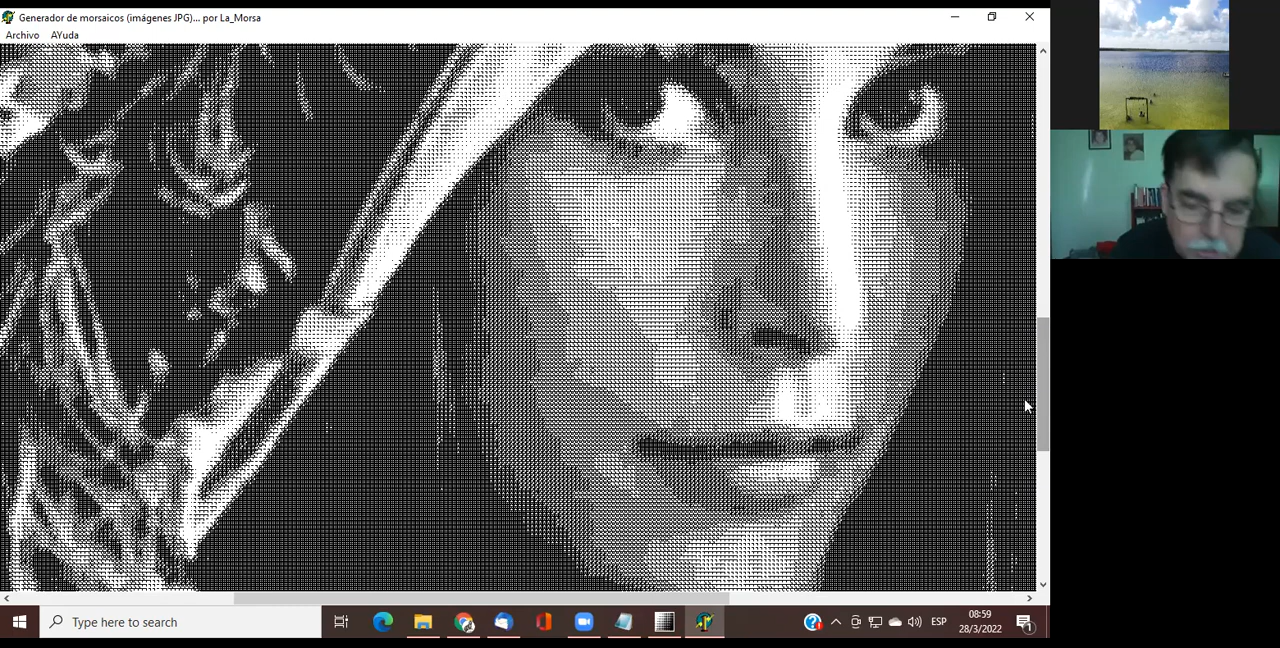 Generador de morsaicos (imágenes JPG)... por La_Morsa
Archivo AYuda
Type here to search
ESP
08:59
28/3/2022
1